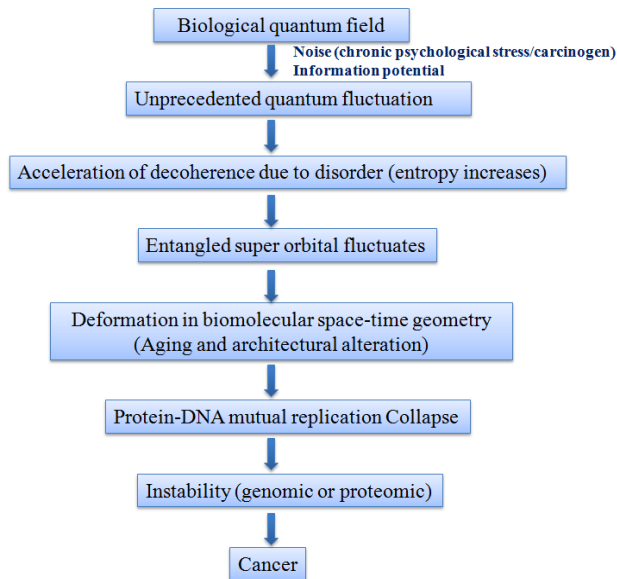 Biological quantum field
Noise (chronic psychological stress/carcinogen)
Information potential
Unprecedented quantum fluctuation
Acceleration of decoherence due to disorder (entropy increases)
Entangled super orbital fluctuates
Deformation in biomolecular space-time geometry
(Aging and architectural alteration)
Protein-DNA mutual replication Collapse
Instability (genomic or proteomic)
Cancer